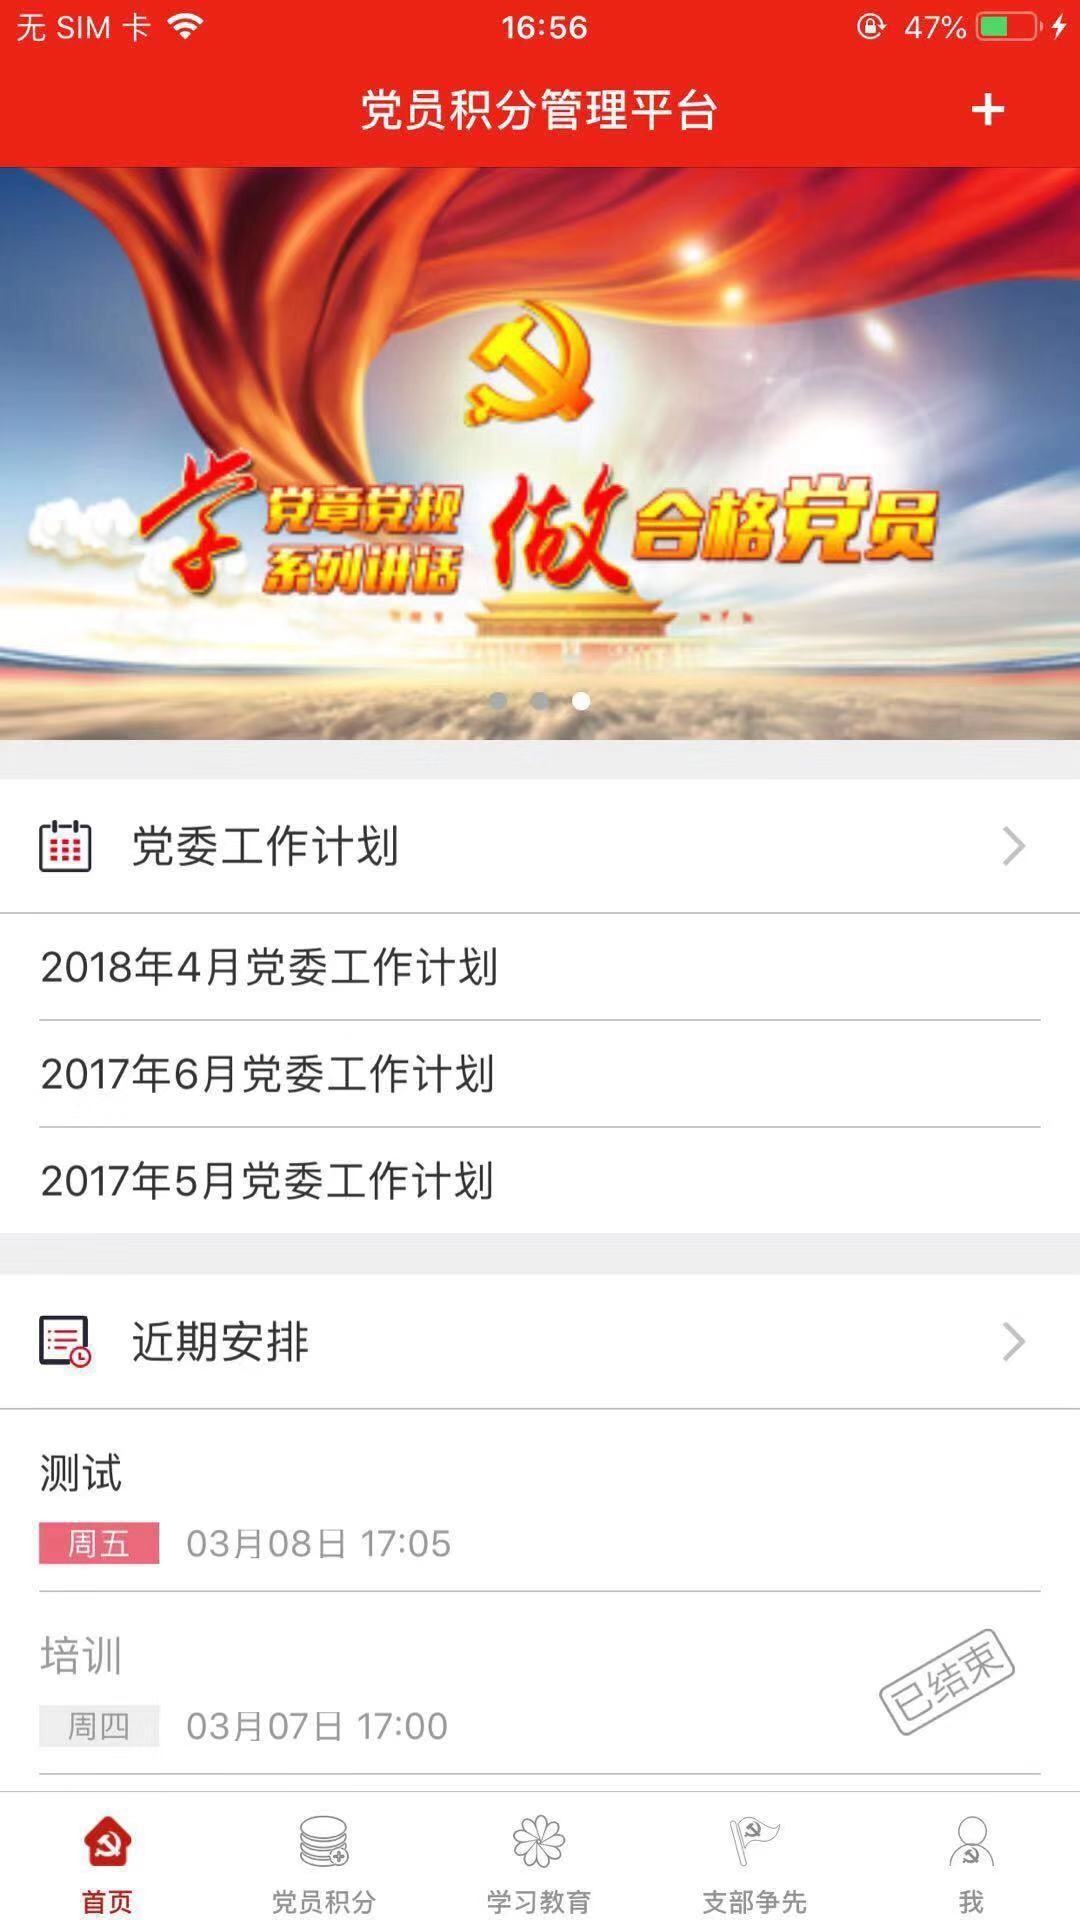 无 SIM 卡
16:56
47%
党员积分管理平台
学 党章党规 系列讲话 做 合格党员
党委工作计划
2018年4月党委工作计划
2017年6月党委工作计划
2017年5月党委工作计划
近期安排
测试
周五 03月08日 17:05
培训
已结束
周四 03月07日 17:00
首页
党员积分
学习教育
支部争先
我